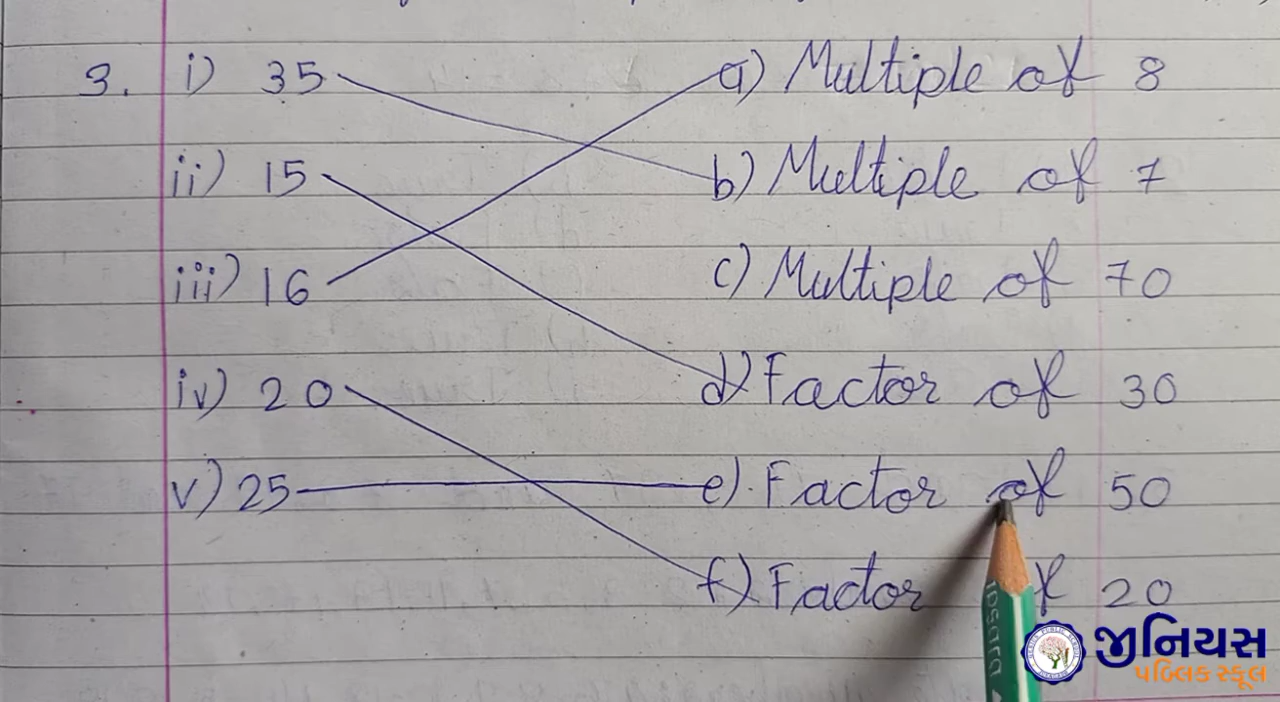 3. i) 35 a) Multiple of 8
ii) 15 b) Multiple of 7
iii) 16 c) Multiple of 70
iv) 20 d) Factor of 30
v) 25 e) Factor of 50
f) Factor of 20
જીનિયસ
પબ્લિક સ્કૂલ